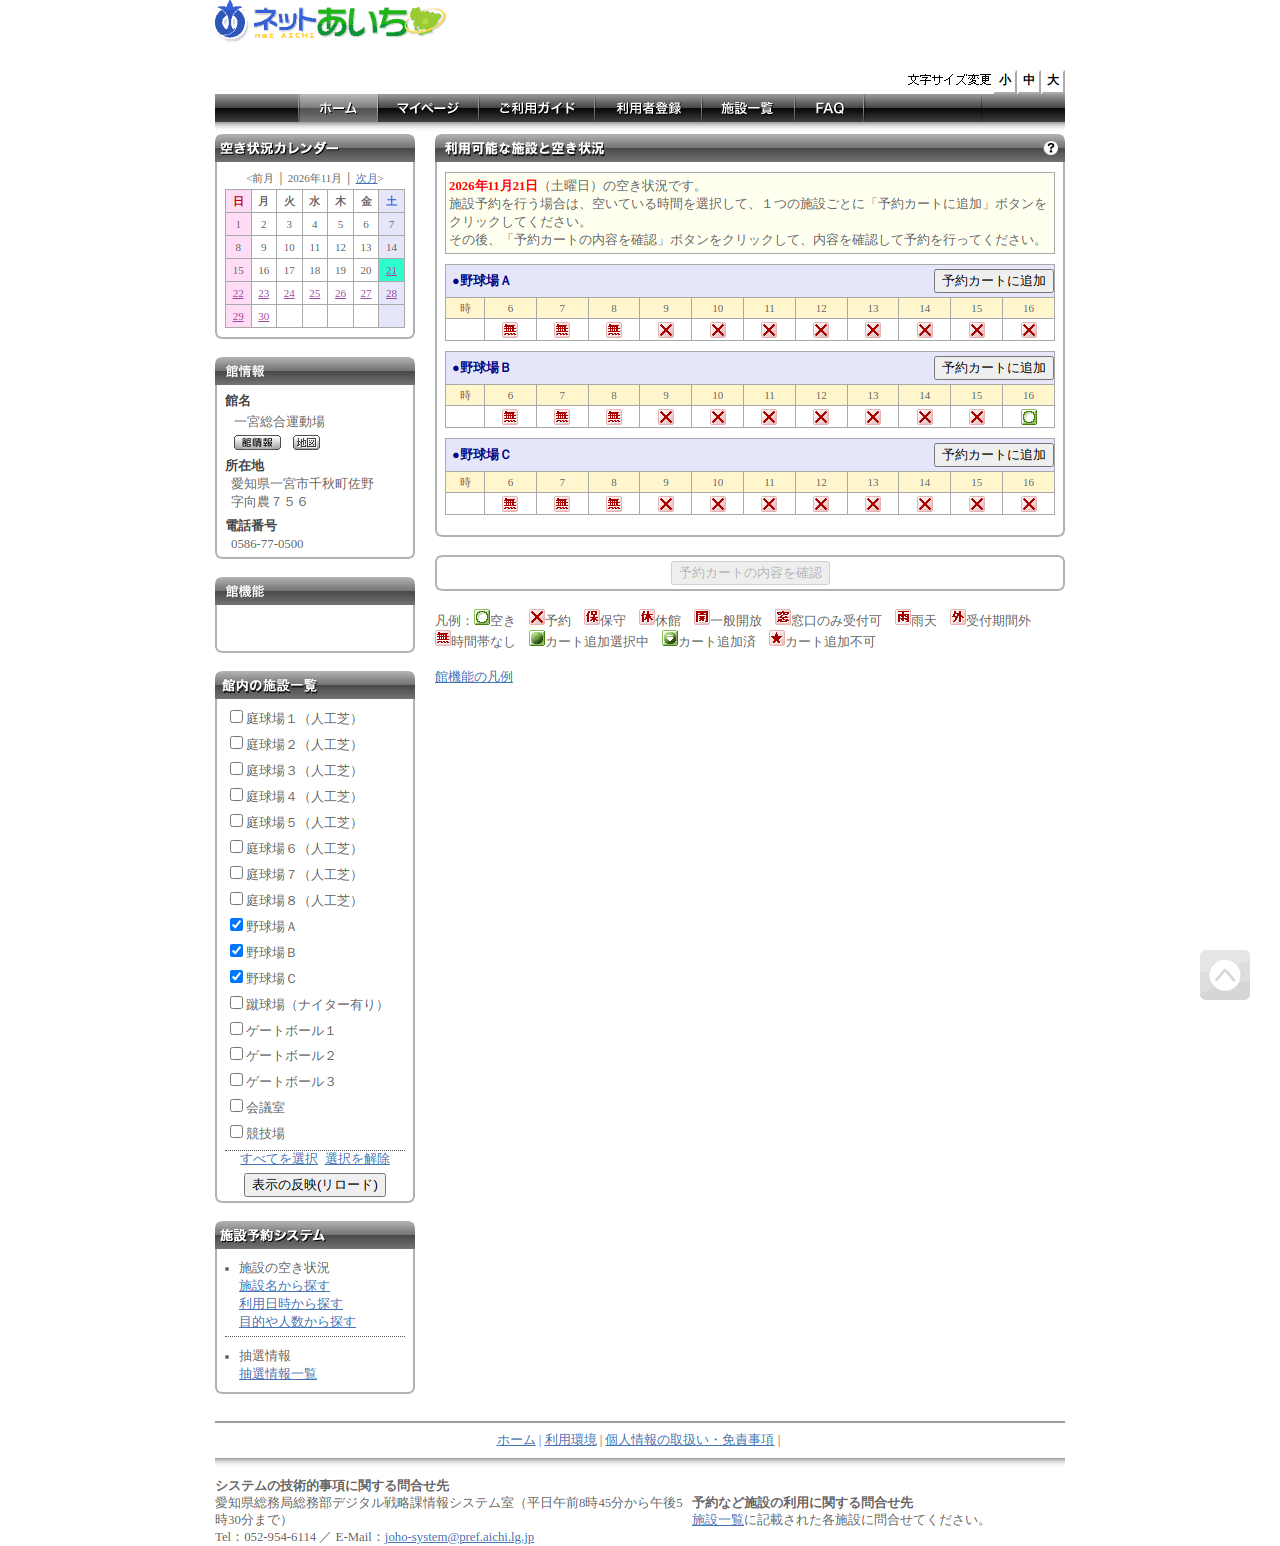 ネットあいち
NET AICHI
文字サイズ変更 小 中 大
ホーム マイページ ご利用ガイド 利用者登録 施設一覧 FAQ
空き状況カレンダー
<前月 │ 2026年11月 │ 次月>
日 月 火 水 木 金 土
1 2 3 4 5 6 7
8 9 10 11 12 13 14
15 16 17 18 19 20 21
22 23 24 25 26 27 28
29 30
館情報
館名
一宮総合運動場
館情報 地図
所在地
愛知県一宮市千秋町佐野
字向農７５６
電話番号
0586-77-0500
館機能
館内の施設一覧
庭球場１（人工芝）
庭球場２（人工芝）
庭球場３（人工芝）
庭球場４（人工芝）
庭球場５（人工芝）
庭球場６（人工芝）
庭球場７（人工芝）
庭球場８（人工芝）
野球場Ａ
野球場Ｂ
野球場Ｃ
蹴球場（ナイター有り）
ゲートボール１
ゲートボール２
ゲートボール３
会議室
競技場
すべてを選択 選択を解除
表示の反映(リロード)
施設予約システム
施設の空き状況
施設名から探す
利用日時から探す
目的や人数から探す
抽選情報
抽選情報一覧
利用可能な施設と空き状況 ?
2026年11月21日（土曜日）の空き状況です。
施設予約を行う場合は、空いている時間を選択して、１つの施設ごとに「予約カートに追加」ボタンを
クリックしてください。
その後、「予約カートの内容を確認」ボタンをクリックして、内容を確認して予約を行ってください。
●野球場Ａ 予約カートに追加
時 6 7 8 9 10 11 12 13 14 15 16
無 無 無
●野球場Ｂ 予約カートに追加
時 6 7 8 9 10 11 12 13 14 15 16
無 無 無
●野球場Ｃ 予約カートに追加
時 6 7 8 9 10 11 12 13 14 15 16
無 無 無
予約カートの内容を確認
凡例：空き 予約 保保守 休休館 開一般開放 窓窓口のみ受付可 雨雨天 外受付期間外
無時間帯なし カート追加選択中 カート追加済 ★カート追加不可
館機能の凡例
ホーム | 利用環境 | 個人情報の取扱い・免責事項 |
システムの技術的事項に関する問合せ先
愛知県総務局総務部デジタル戦略課情報システム室（平日午前8時45分から午後5
時30分まで）
Tel：052-954-6114 ／ E-Mail：joho-system@pref.aichi.lg.jp
予約など施設の利用に関する問合せ先
施設一覧に記載された各施設に問合せてください。